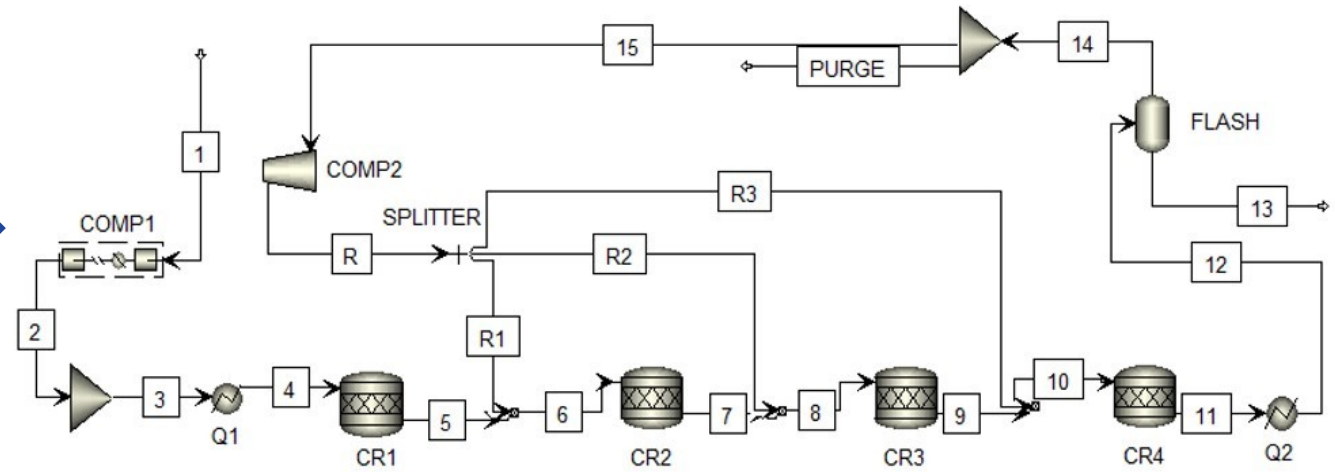 15
14
PURGE
FLASH
1
COMP2
R3
SPLITTER
13
COMP1
R
R2
12
2
R1
3
4
5
6
7
8
9
10
11
Q1
CR1
CR2
CR3
CR4
Q2